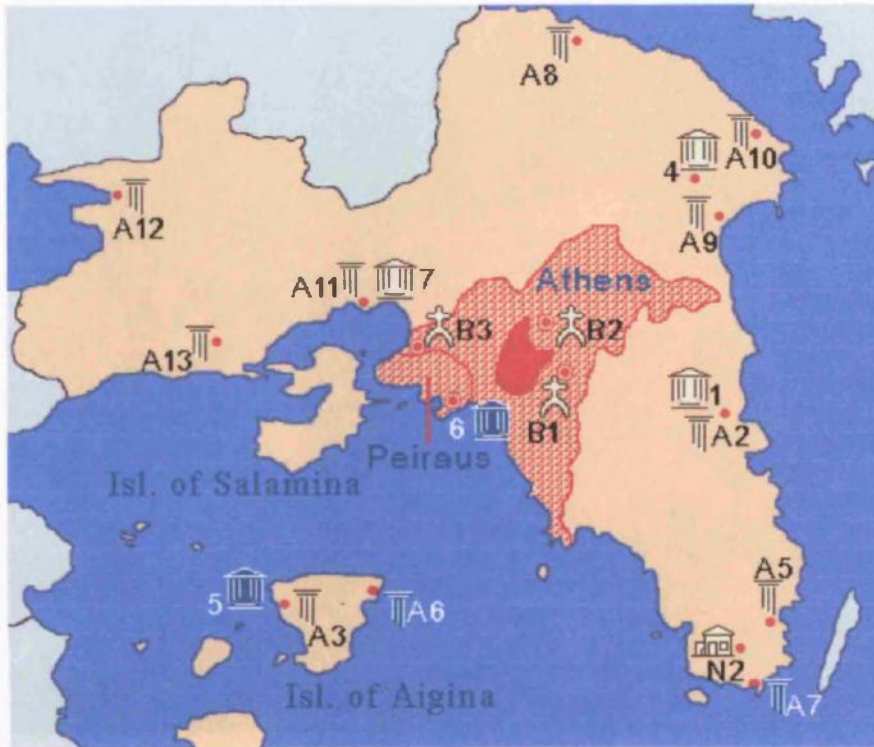 A8
4
A10
A12
A9
A11
7
Athens
B3
B2
A13
1
6
B1
A2
Peiraus
Isl. of Salamina
A5
5
A3
A6
N2
Isl. of Aigina
A7